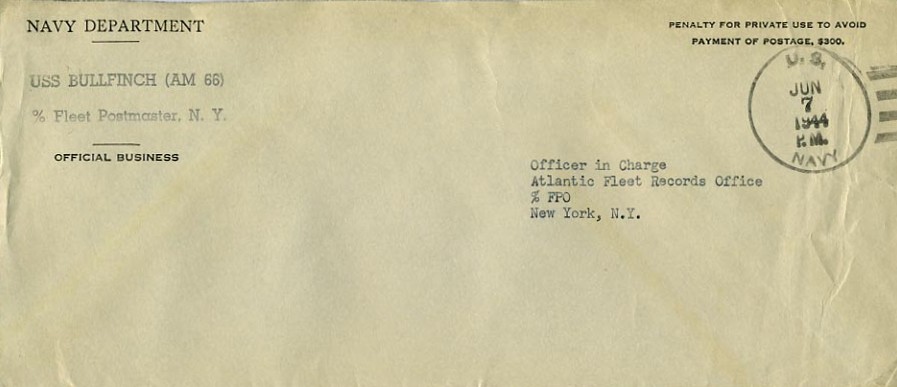 NAVY DEPARTMENT
USS BULLFINCH (AM 66)
% Fleet Postmaster, N. Y.
OFFICIAL BUSINESS
PENALTY FOR PRIVATE USE TO AVOID
PAYMENT OF POSTAGE, $300.
U. S.
JUN
7
1944
P.M.
NAVY
Officer in Charge
Atlantic Fleet Records Office
% FPO
New York, N.Y.